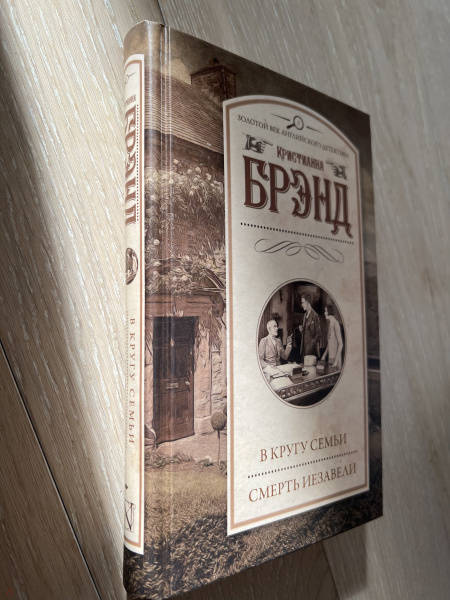 ЗОЛОТОЙ ВЕК АНГЛИЙСКОГО ДЕТЕКТИВА
КРИСТИАННА
БРЭНД
В КРУГУ СЕМЬИ
СМЕРТЬ ИЕЗАВЕЛИ
БРЭНД
В КРУГУ СЕМЬИ